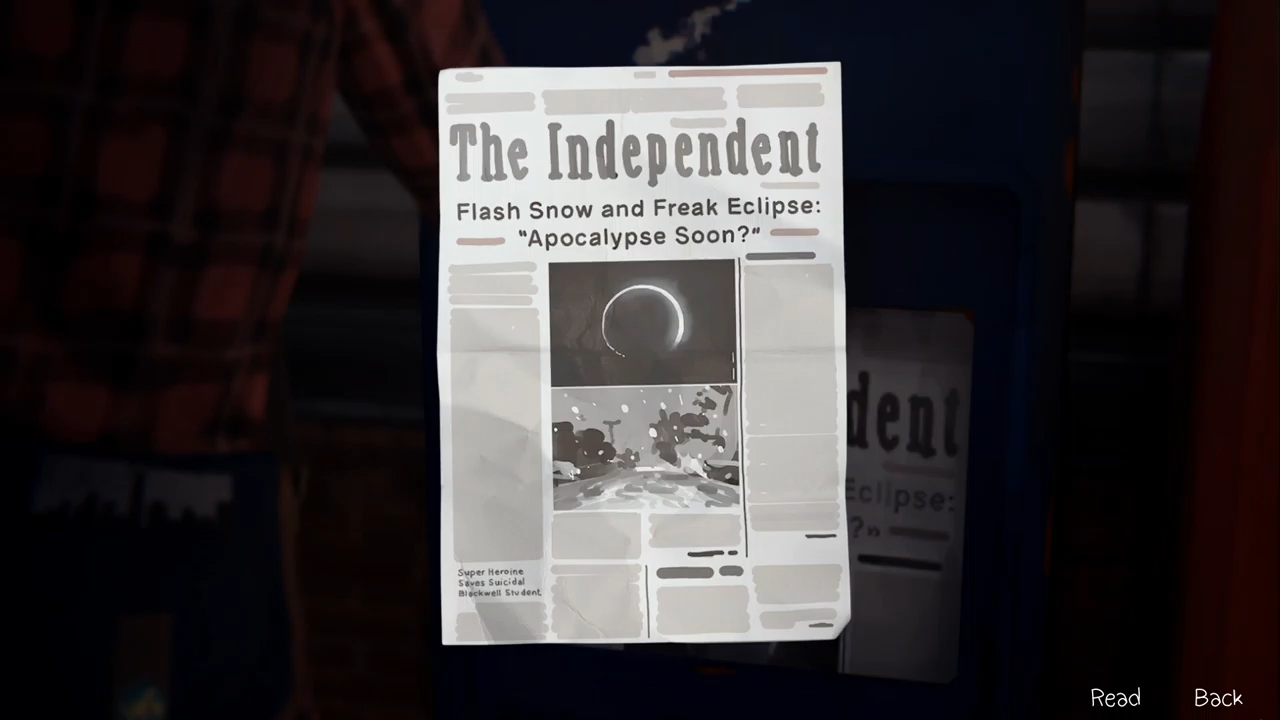 The Independent
Flash Snow and Freak Eclipse:
"Apocalypse Soon?"
Super Heroine
Saves Suicidal
Blackwell Student
dent
Eclipse:
?»
Read
Back